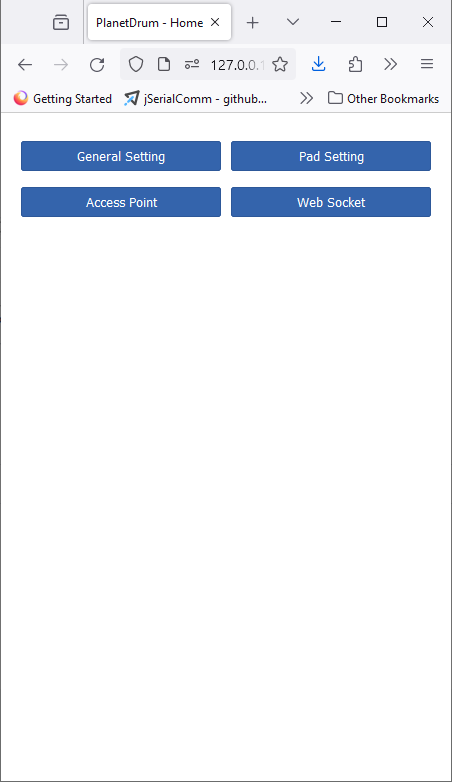 PlanetDrum - Home
127.0.0.1
Getting Started
jSerialComm - github...
Other Bookmarks
General Setting
Pad Setting
Access Point
Web Socket